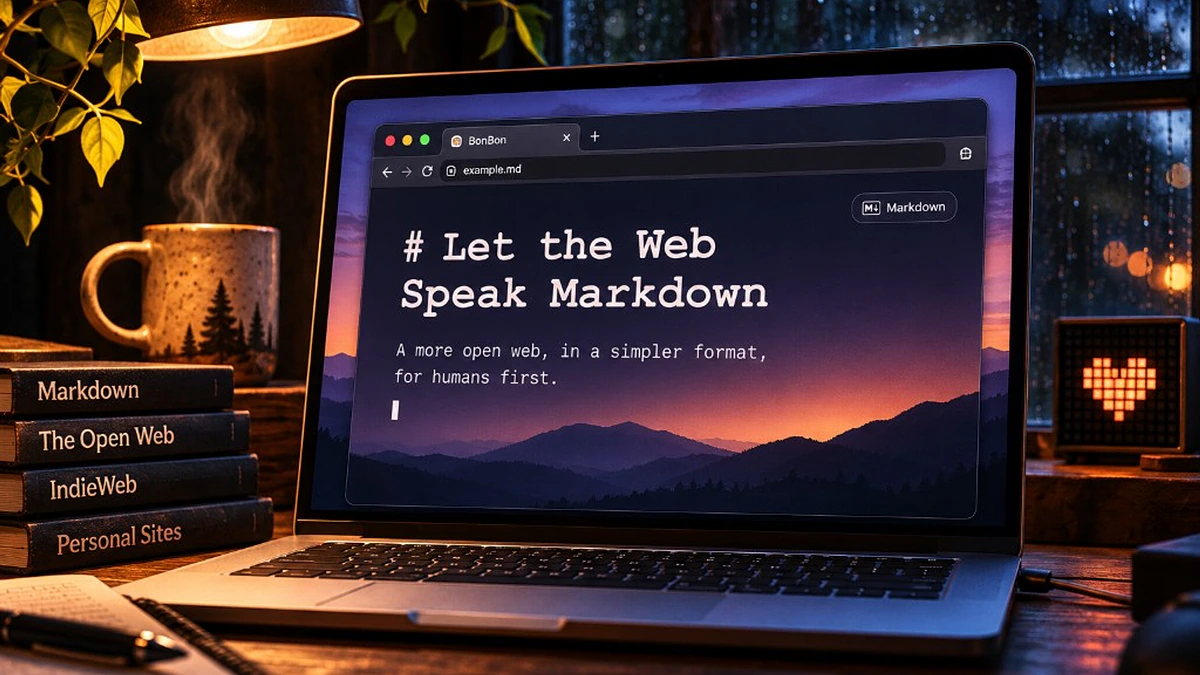 BonBon
example.md
M↓ Markdown
# Let the Web
Speak Markdown
A more open web, in a simpler format,
for humans first.
Markdown
The Open Web
IndieWeb
Personal Sites